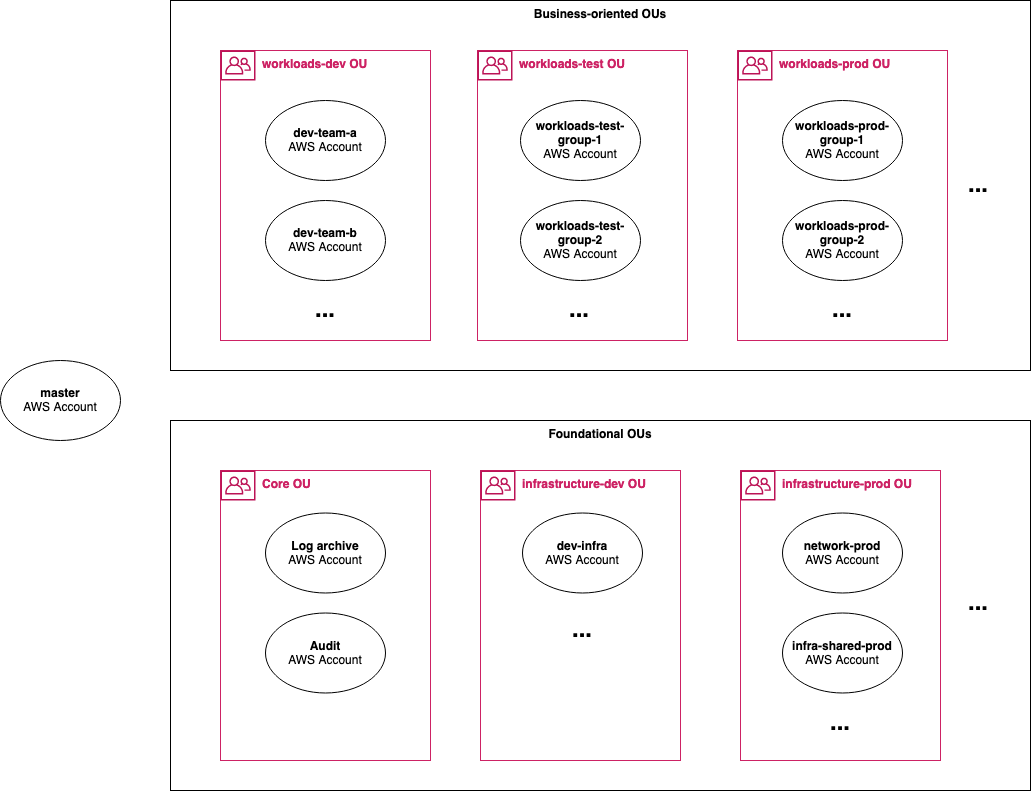 Business-oriented OUs
workloads-dev OU
workloads-test OU
workloads-prod OU
dev-team-a
AWS Account
workloads-test-
group-1
AWS Account
workloads-prod-
group-1
AWS Account
...
dev-team-b
AWS Account
workloads-test-
group-2
AWS Account
workloads-prod-
group-2
AWS Account
...
...
...
master
AWS Account
Foundational OUs
Core OU
infrastructure-dev OU
infrastructure-prod OU
Log archive
AWS Account
dev-infra
AWS Account
network-prod
AWS Account
...
...
Audit
AWS Account
infra-shared-prod
AWS Account
...